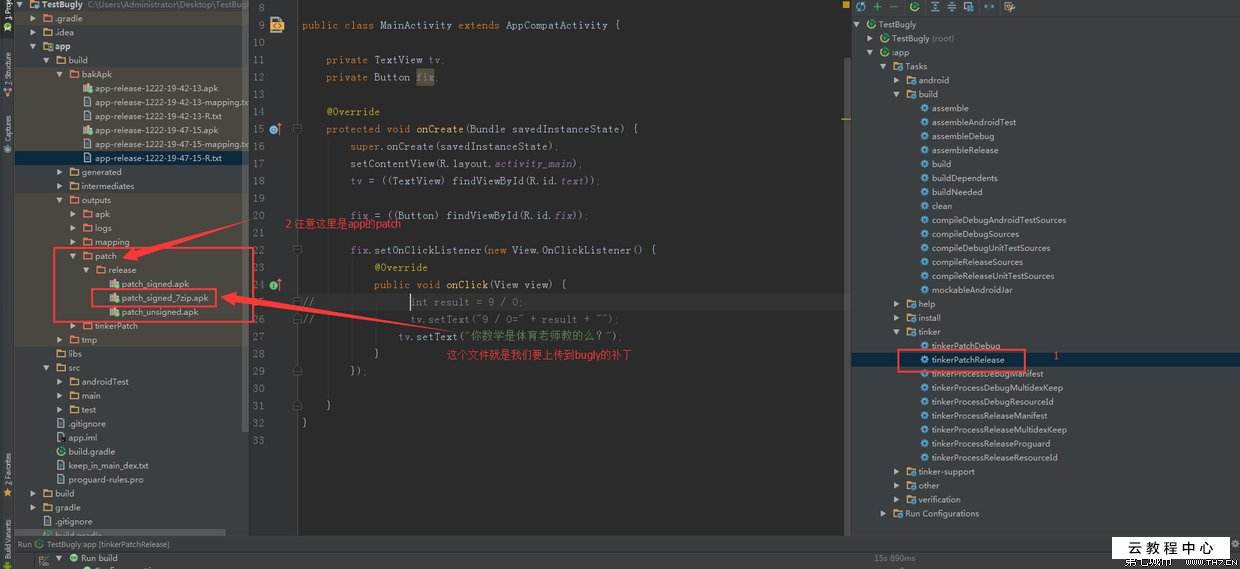 TestBugly C:\Users\Administrator\Desktop\TestBugly
.gradle
.idea
app
build
bakApk
app-release-1222-19-42-13.apk
app-release-1222-19-42-13-mapping.tx
app-release-1222-19-42-13-R.txt
app-release-1222-19-47-15.apk
app-release-1222-19-47-15-mapping.tx
app-release-1222-19-47-15-R.txt
generated
intermediates
outputs
apk
logs
mapping
patch
release
patch_signed.apk
patch_signed_7zip.apk
patch_unsigned.apk
tinkerPatch
tmp
libs
src
androidTest
main
test
.gitignore
app.iml
build.gradle
keep_in_main_dex.txt
proguard-rules.pro
build
gradle
.gitignore
build.gradle
Z: Structure
Captures
2: Favorites
Build Variants
8
9 public class MainActivity extends AppCompatActivity {
10
11 private TextView tv;
12 private Button fix;
13
14 @Override
15 protected void onCreate(Bundle savedInstanceState) {
16 super.onCreate(savedInstanceState);
17 setContentView(R.layout.activity_main);
18 tv = ((TextView) findViewById(R.id.text));
19
20 fix = ((Button) findViewById(R.id.fix));
2 注意这里是app的patch
21
22 fix.setOnClickListener(new View.OnClickListener() {
23 @Override
24 public void onClick(View view) {
25 // int result = 9 / 0;
26 // tv.setText("9 / 0=" + result + "");
27 tv.setText("你数学是体育老师教的么？");
28 }
这个文件就是我们要上传到bugly的补丁
29 });
30
31 }
32 }
33
TestBugly
TestBugly (root)
:app
Tasks
android
build
assemble
assembleAndroidTest
assembleDebug
assembleRelease
build
buildDependents
buildNeeded
clean
compileDebugAndroidTestSources
compileDebugSources
compileDebugUnitTestSources
compileReleaseSources
compileReleaseUnitTestSources
mockableAndroidJar
help
install
tinker
tinkerPatchDebug
tinkerPatchRelease 1
tinkerProcessDebugManifest
tinkerProcessDebugMultidexKeep
tinkerProcessDebugResourceId
tinkerProcessReleaseManifest
tinkerProcessReleaseMultidexKeep
tinkerProcessReleaseProguard
tinkerProcessReleaseResourceId
tinker-support
other
verification
Run Configurations
Run TestBugly:app [tinkerPatchRelease]
Run build 15s 890ms
云教程中心
第七城市 WWW.TH7.CN